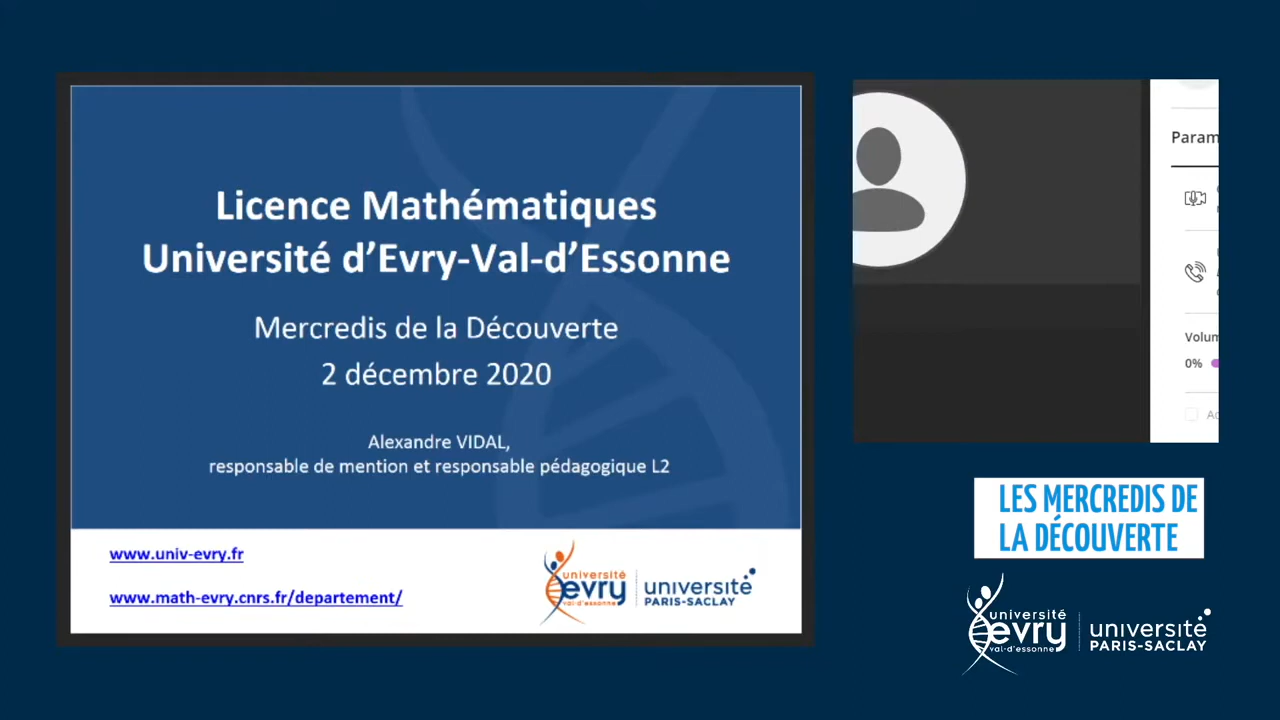 Licence Mathématiques
Université d'Evry-Val-d'Essonne
Mercredis de la Découverte
2 décembre 2020
Alexandre VIDAL,
responsable de mention et responsable pédagogique L2
www.univ-evry.fr
www.math-evry.cnrs.fr/departement/
université
evry
val-d'essonne
université
PARIS-SACLAY
Param
Volum
0%
LES MERCREDIS DE
LA DÉCOUVERTE
université
evry
val-d'essonne
université
PARIS-SACLAY